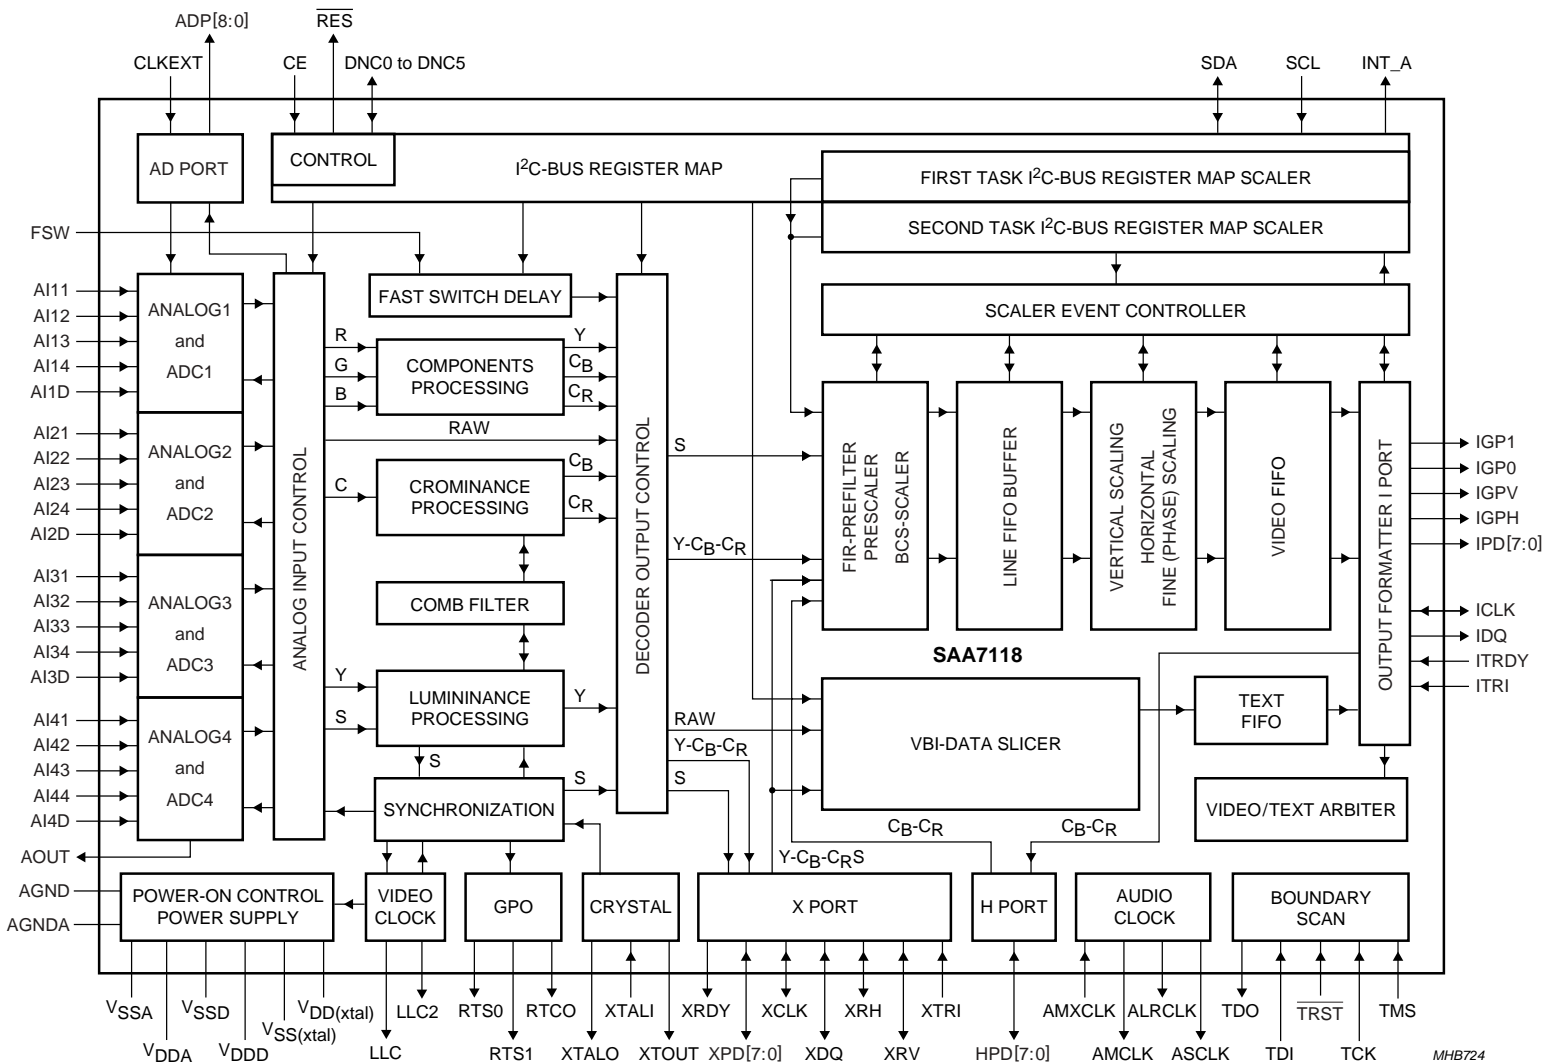 ADP[8:0]
RES
CLKEXT
CE
DNC0 to DNC5
SDA
SCL
INT_A
AD PORT
CONTROL
I2C-BUS REGISTER MAP
FIRST TASK I2C-BUS REGISTER MAP SCALER
SECOND TASK I2C-BUS REGISTER MAP SCALER
FSW
FAST SWITCH DELAY
SCALER EVENT CONTROLLER
AI11
AI12
AI13
AI14
AI1D
ANALOG1
and
ADC1
AI21
AI22
AI23
AI24
AI2D
ANALOG2
and
ADC2
AI31
AI32
AI33
AI34
AI3D
ANALOG3
and
ADC3
AI41
AI42
AI43
AI44
AI4D
ANALOG4
and
ADC4
AOUT
AGND
AGNDA
ANALOG INPUT CONTROL
R
G
B
COMPONENTS
PROCESSING
Y
CB
CR
RAW
C
CROMINANCE
PROCESSING
CB
CR
COMB FILTER
Y
S
LUMININANCE
PROCESSING
Y
S
SYNCHRONIZATION
S
DECODER OUTPUT CONTROL
S
Y-CB-CR
RAW
Y-CB-CR
S
FIR-PREFILTER
PRESCALER
BCS-SCALER
LINE FIFO BUFFER
VERTICAL SCALING
HORIZONTAL
FINE (PHASE) SCALING
VIDEO FIFO
OUTPUT FORMATTER I PORT
IGP1
IGP0
IGPV
IGPH
IPD[7:0]
ICLK
IDQ
ITRDY
ITRI
SAA7118
VBI-DATA SLICER
TEXT
FIFO
VIDEO/TEXT ARBITER
CB-CR
CB-CR
Y-CB-CRS
POWER-ON CONTROL
POWER SUPPLY
VIDEO
CLOCK
GPO
CRYSTAL
X PORT
H PORT
AUDIO
CLOCK
BOUNDARY
SCAN
VSSA
VDDA
VSSD
VDDD
VSS(xtal)
VDD(xtal)
LLC
LLC2
RTS0
RTS1
RTCO
XTALO
XTALI
XTOUT
XRDY
XPD[7:0]
XCLK
XDQ
XRH
XRV
XTRI
HPD[7:0]
AMXCLK
AMCLK
ALRCLK
ASCLK
TDO
TDI
TRST
TCK
TMS
MHB724